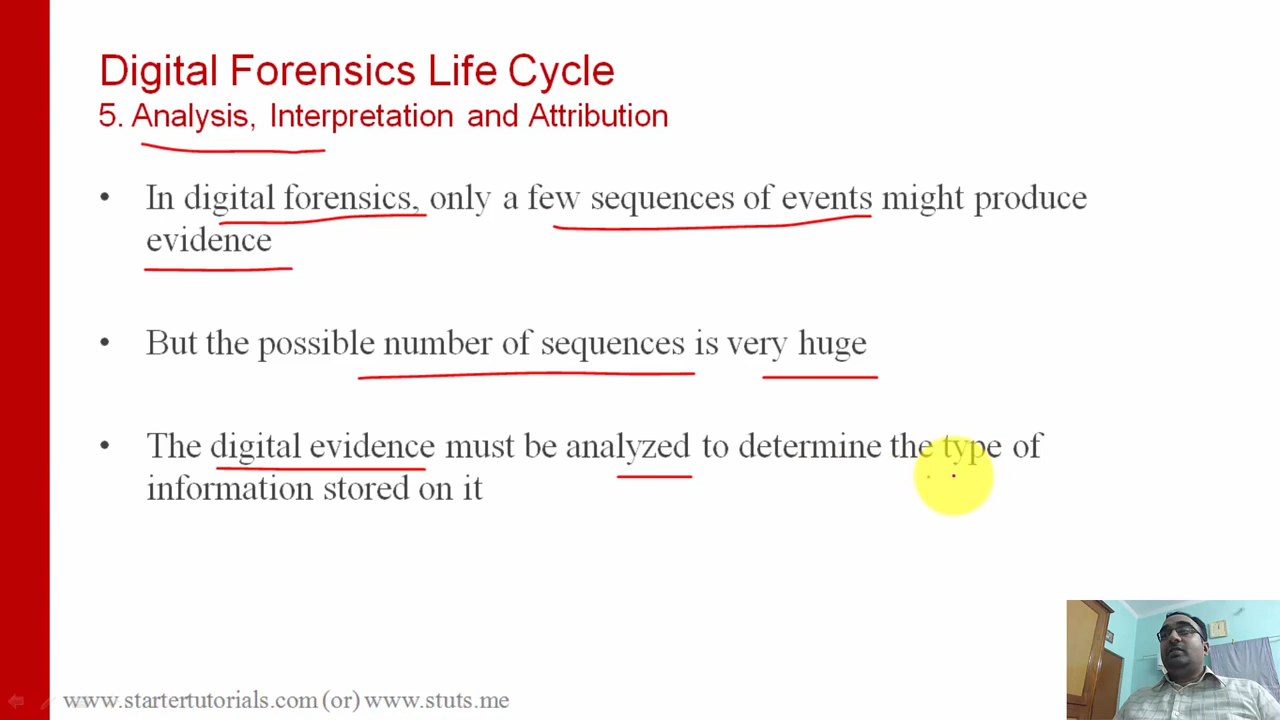 Digital Forensics Life Cycle
5. Analysis, Interpretation and Attribution
• In digital forensics, only a few sequences of events might produce
evidence
• But the possible number of sequences is very huge
• The digital evidence must be analyzed to determine the type of
information stored on it
www.startertutorials.com (or) www.stuts.me